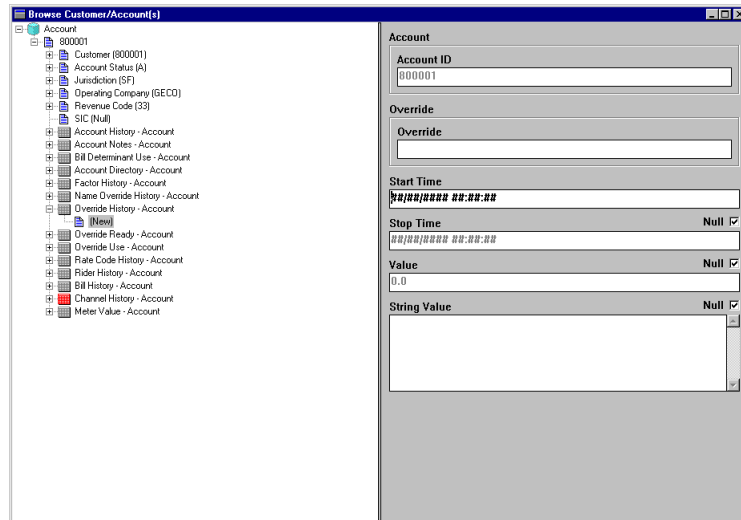 Browse Customer/Account(s)
Account
800001
Customer (800001)
Account Status (A)
Jurisdiction (SF)
Operating Company (GECO)
Revenue Code (33)
SIC (Null)
Account History - Account
Account Notes - Account
Bill Determinant Use - Account
Account Directory - Account
Factor History - Account
Name Override History - Account
Override History - Account
(New)
Override Ready - Account
Override Use - Account
Rate Code History - Account
Rider History - Account
Bill History - Account
Channel History - Account
Meter Value - Account
Account
Account ID
800001
Override
Override
Start Time
##/##/#### ##:##:##
Stop Time Null
##/##/#### ##:##:##
Value Null
0.0
String Value Null